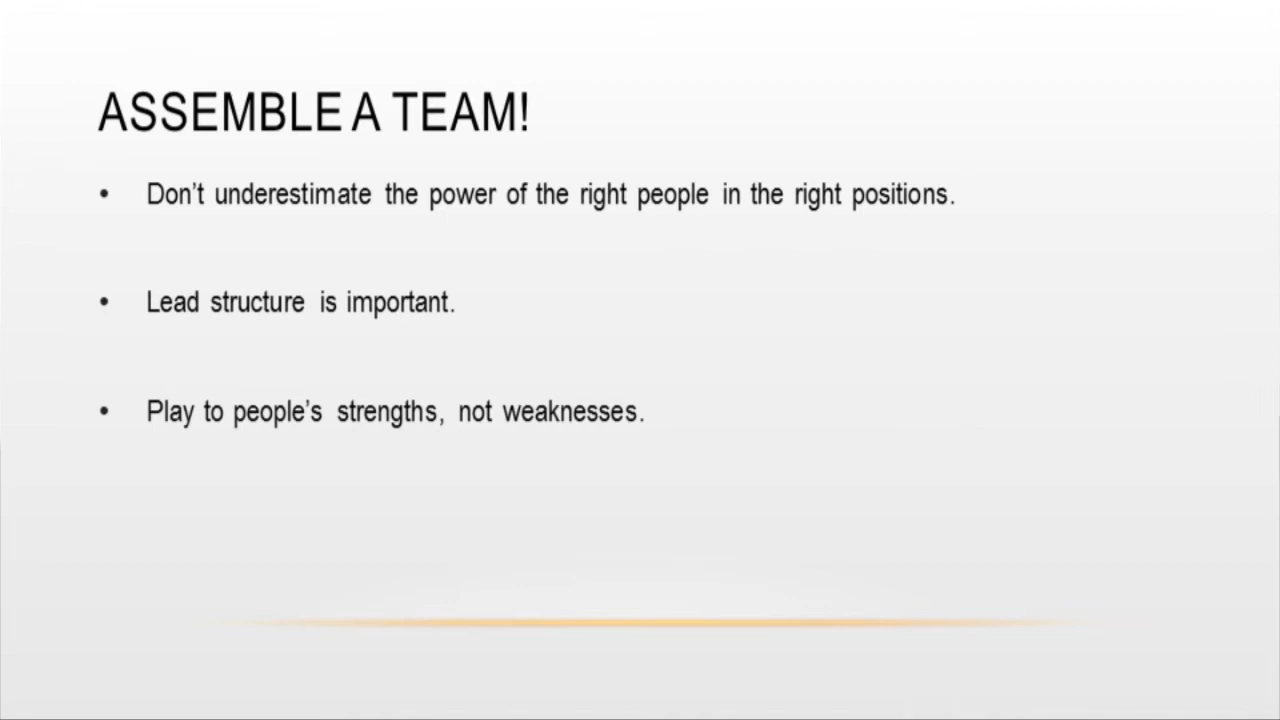 ASSEMBLE A TEAM!
• Don’t underestimate the power of the right people in the right positions.
• Lead structure is important.
• Play to people’s strengths, not weaknesses.